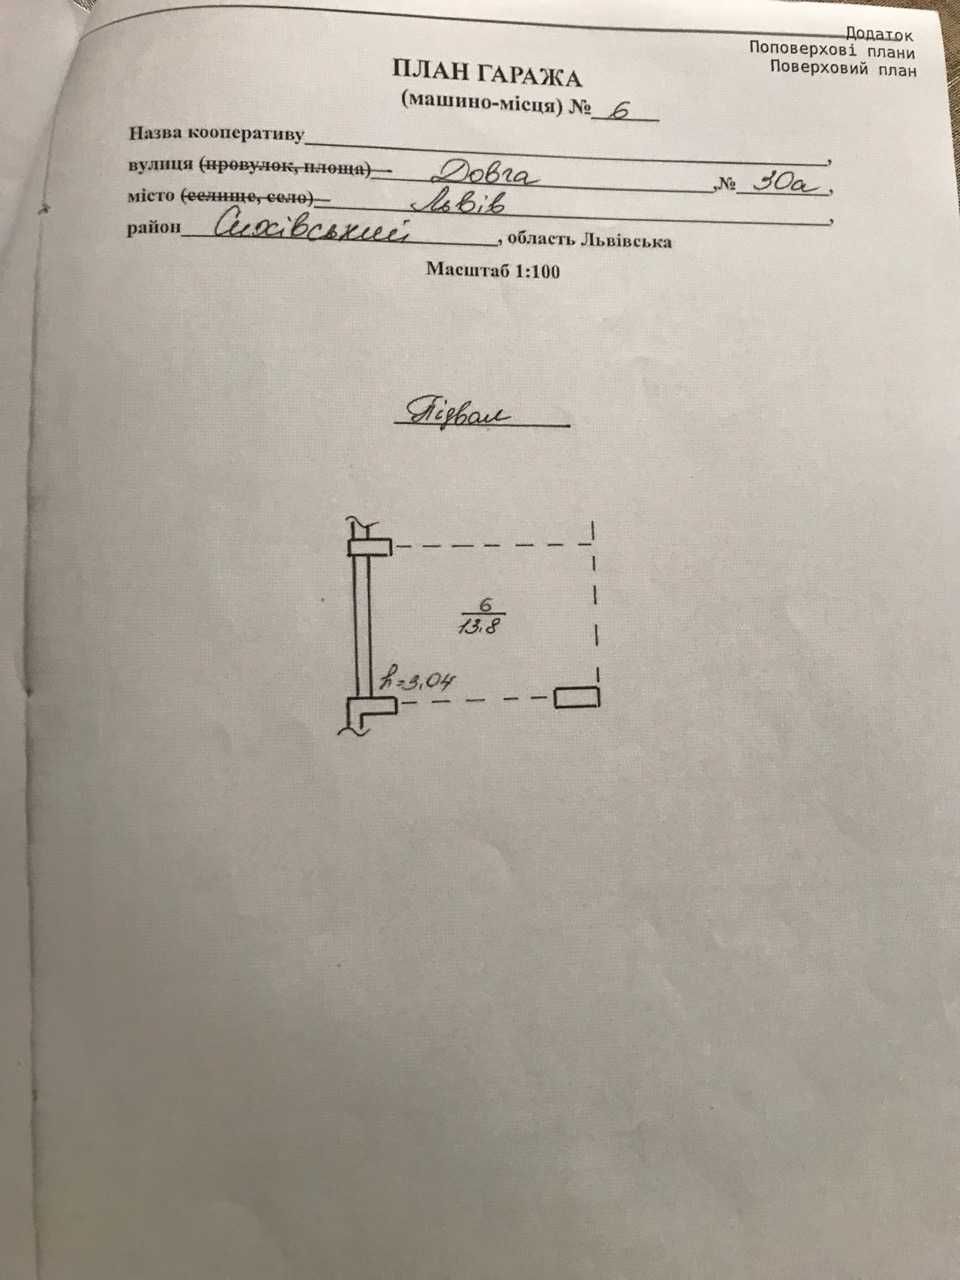 Додаток
Поповерхові плани
Поверховий план
ПЛАН ГАРАЖА
(машино-місця) № 6
Назва кооперативу ,
вулиця (провулок, площа) Довга ,№ 30а ,
місто (селище, село) Львів ,
район Сихівський , область Львівська
Масштаб 1:100
Підвал
6
13.8
h=3,04